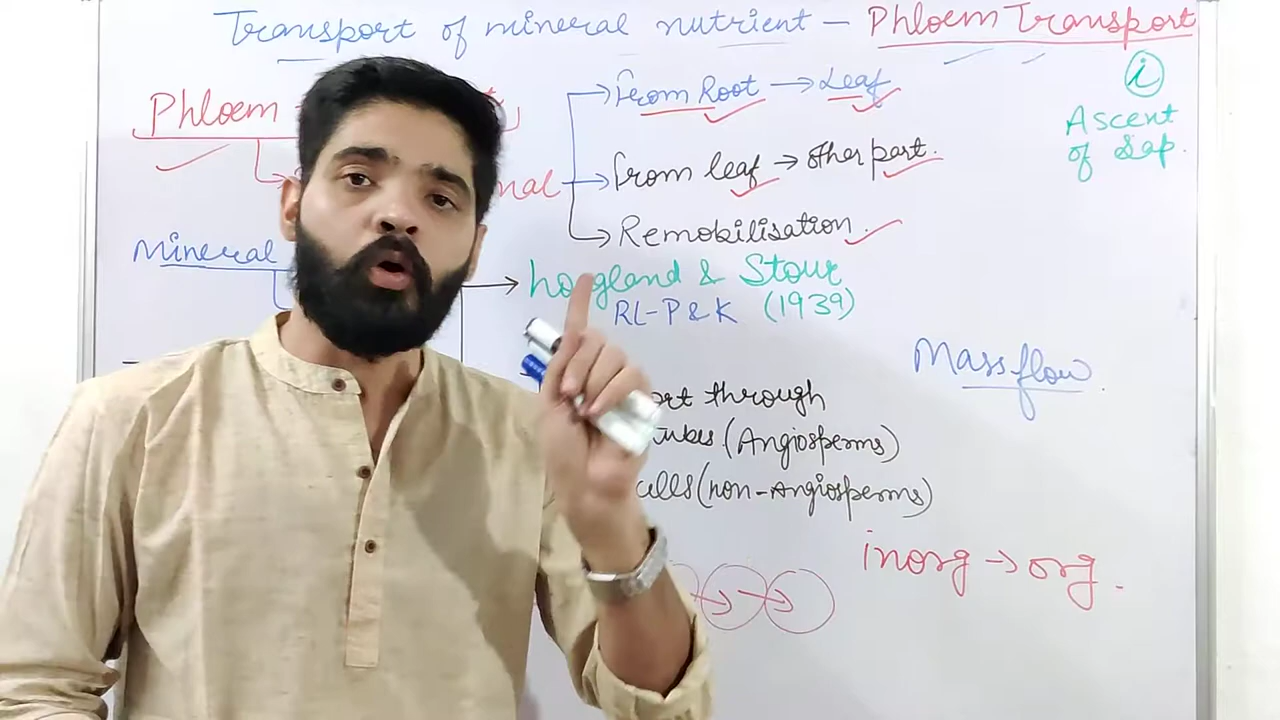 Transport of mineral nutrient – Phloem Transport
Phloem
From Root → Leaf
From leaf → other part.
Remobilisation.
nal
i
Ascent
of Sap.
Mineral
hoagland & Stour
RL-P & K (1939)
Mass flow.
ort through
ubes (Angiosperms)
cells (non-Angiosperms)
inorg → org.